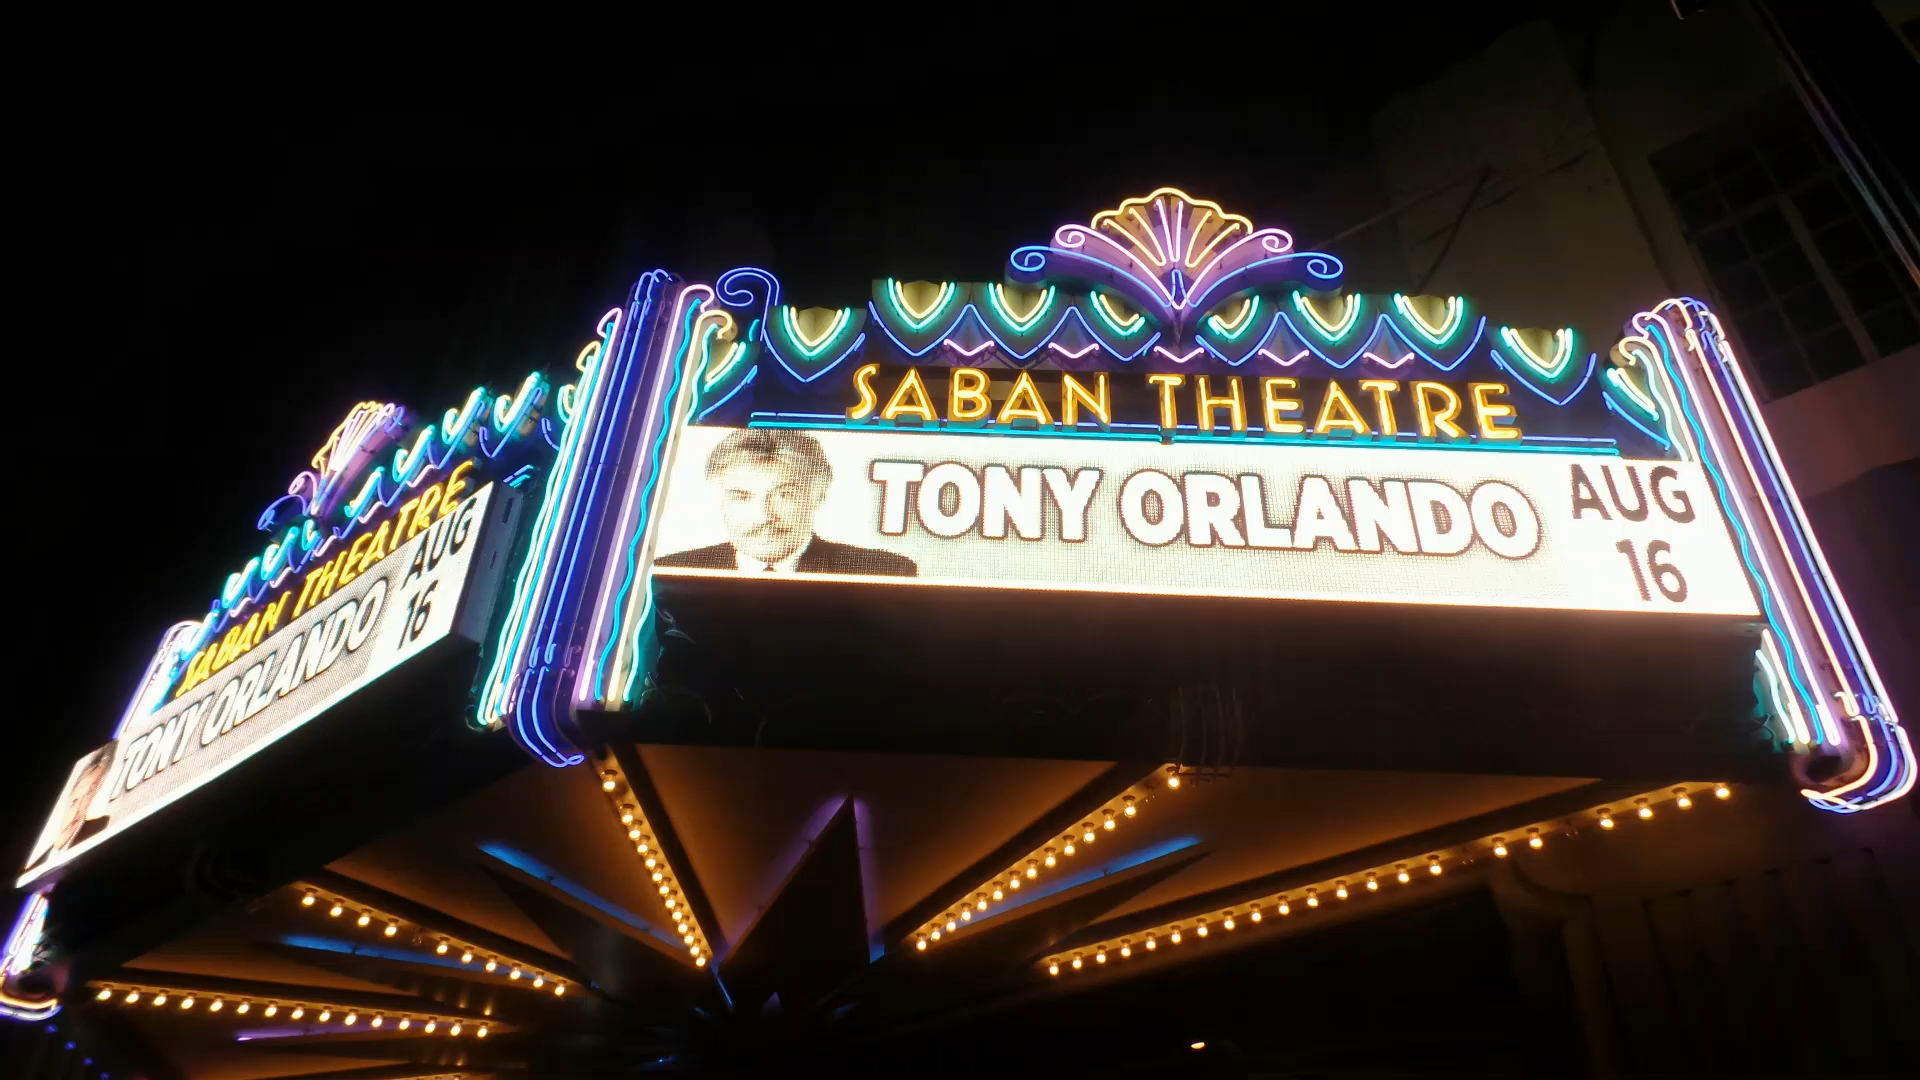 SABAN THEATRE
TONY ORLANDO
AUG
16
SABAN THEATRE
TONY ORLANDO
AUG
16